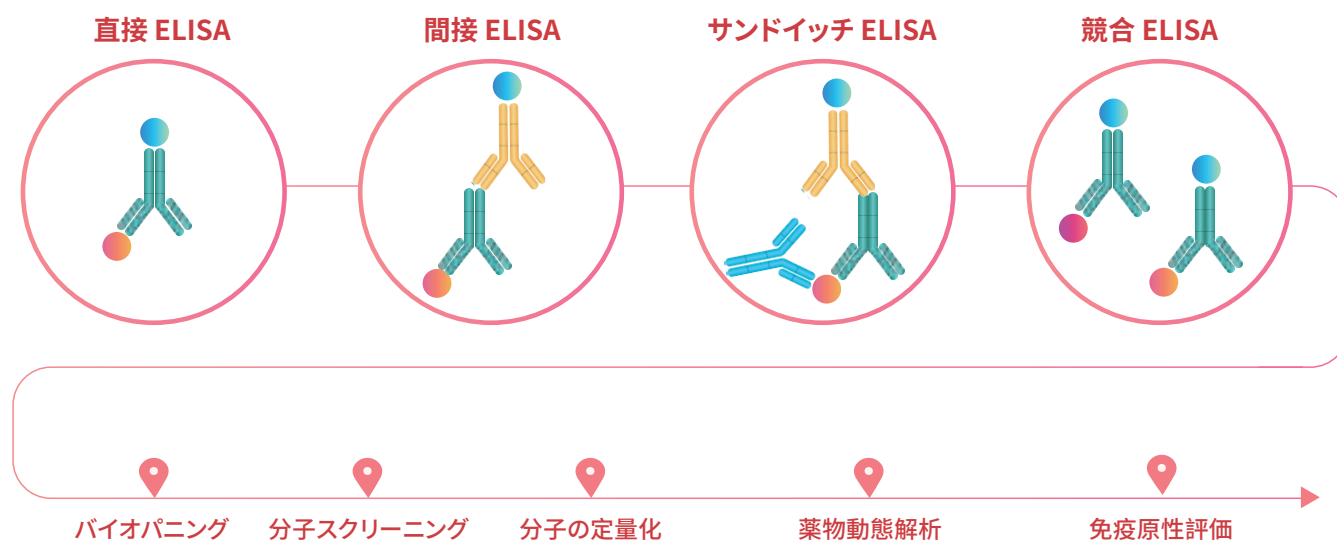 直接 ELISA
間接 ELISA
サンドイッチ ELISA
競合 ELISA
バイオパニング
分子スクリーニング
分子の定量化
薬物動態解析
免疫原性評価